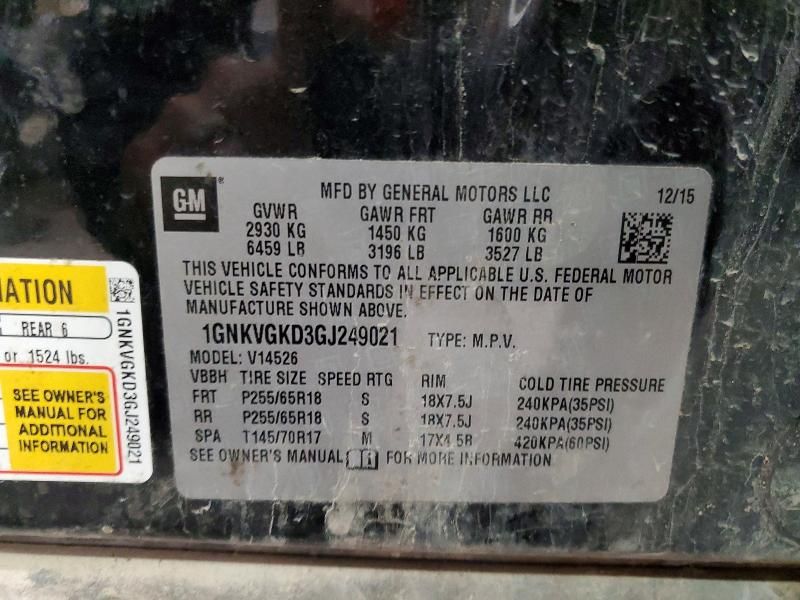 GM
MFD BY GENERAL MOTORS LLC 12/15
GVWR GAWR FRT GAWR RR
2930 KG 1450 KG 1600 KG
6459 LB 3196 LB 3527 LB
THIS VEHICLE CONFORMS TO ALL APPLICABLE U.S. FEDERAL MOTOR
VEHICLE SAFETY STANDARDS IN EFFECT ON THE DATE OF
MANUFACTURE SHOWN ABOVE.
1GNKVGKD3GJ249021 TYPE: M.P.V.
MODEL: V14526
VBBH TIRE SIZE SPEED RTG RIM COLD TIRE PRESSURE
FRT P255/65R18 S 18X7.5J 240KPA(35PSI)
RR P255/65R18 S 18X7.5J 240KPA(35PSI)
SPA T145/70R17 M 17X4.5B 420KPA(60PSI)
SEE OWNER'S MANUAL FOR MORE INFORMATION
REAR 6
or 1524 lbs.
SEE OWNER'S
MANUAL FOR
ADDITIONAL
INFORMATION
1GNKVGKD3GJ249021